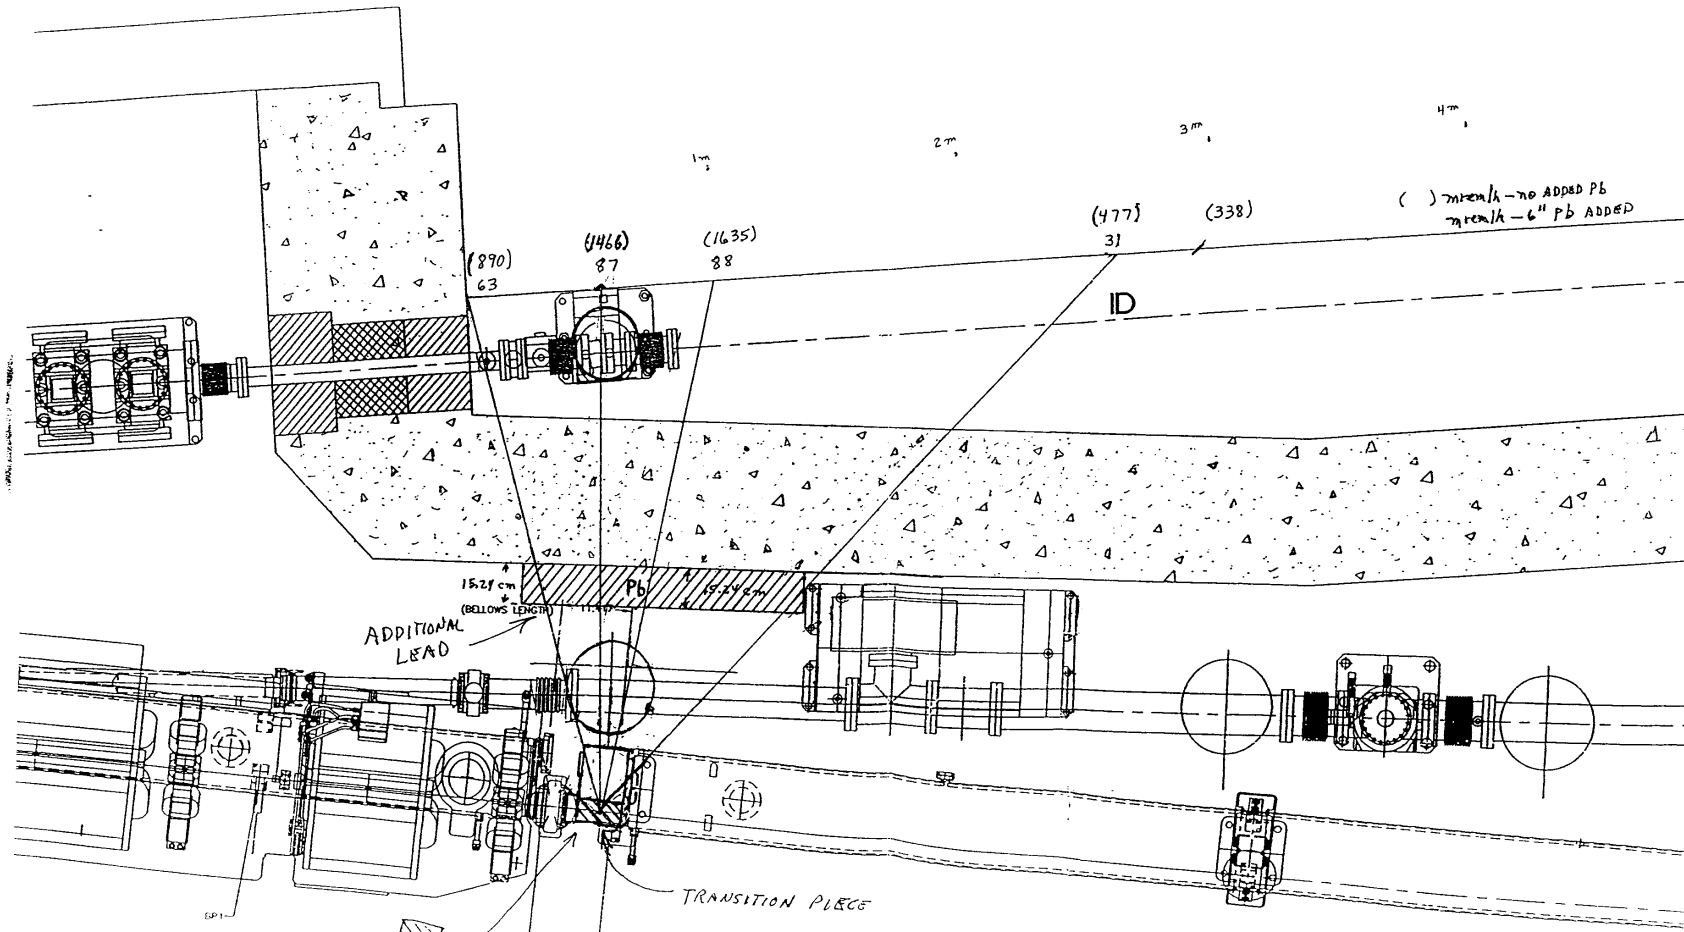 4m
3m
2m
1m
( ) mrem/h - no ADDED Pb
mrem/h - 6" Pb ADDED
(477)
31
(338)
(1635)
88
(1466)
87
(890)
63
ID
15.24 cm
Pb
15.24 cm
(BELLOWS LENGTH)
ADDITIONAL
LEAD
TRANSITION PIECE